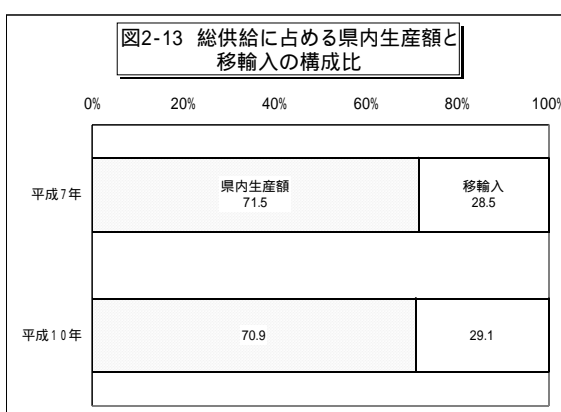 図2-13 総供給に占める県内生産額と
移輸入の構成比
0% 20% 40% 60% 80% 100%
平成7年
県内生産額
71.5
移輸入
28.5
平成10年
70.9
29.1